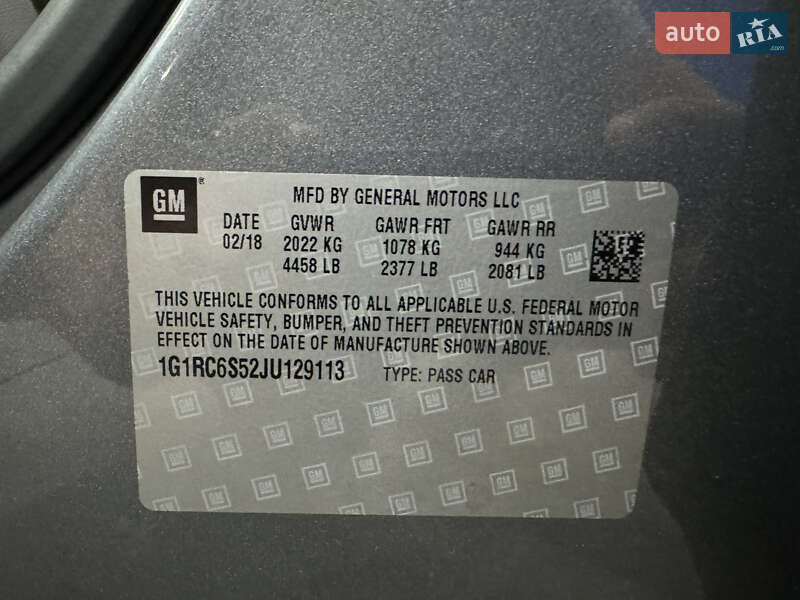 auto RIA.com
GM ® MFD BY GENERAL MOTORS LLC
DATE GVWR GAWR FRT GAWR RR
02/18 2022 KG 1078 KG 944 KG
4458 LB 2377 LB 2081 LB
THIS VEHICLE CONFORMS TO ALL APPLICABLE U.S. FEDERAL MOTOR
VEHICLE SAFETY, BUMPER, AND THEFT PREVENTION STANDARDS IN
EFFECT ON THE DATE OF MANUFACTURE SHOWN ABOVE.
1G1RC6S52JU129113 TYPE: PASS CAR